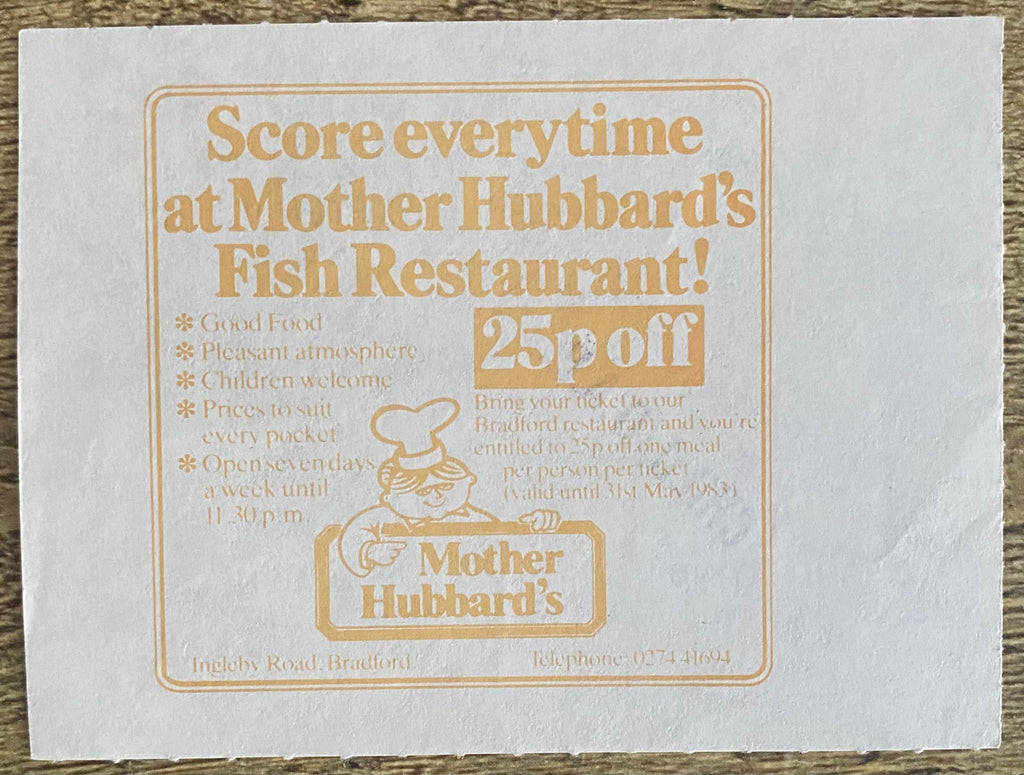 Score everytime
at Mother Hubbard's
Fish Restaurant!
* Good Food
* Pleasant atmosphere
* Children welcome
* Prices to suit
every pocket
* Open seven days
a week until
11.30 p.m.
25p off
Bring your ticket to our
Bradford restaurant and you're
entitled to 25p off one meal
per person per ticket
(valid until 31st May 1983)
Mother
Hubbard's
Ingleby Road, Bradford.
Telephone: 0274 41694